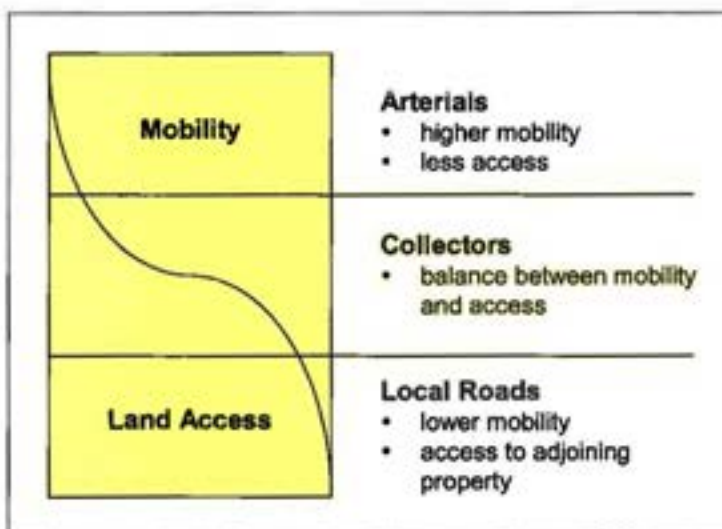 Mobility
Arterials
• higher mobility
• less access
Collectors
• balance between mobility
and access
Land Access
Local Roads
• lower mobility
• access to adjoining
property